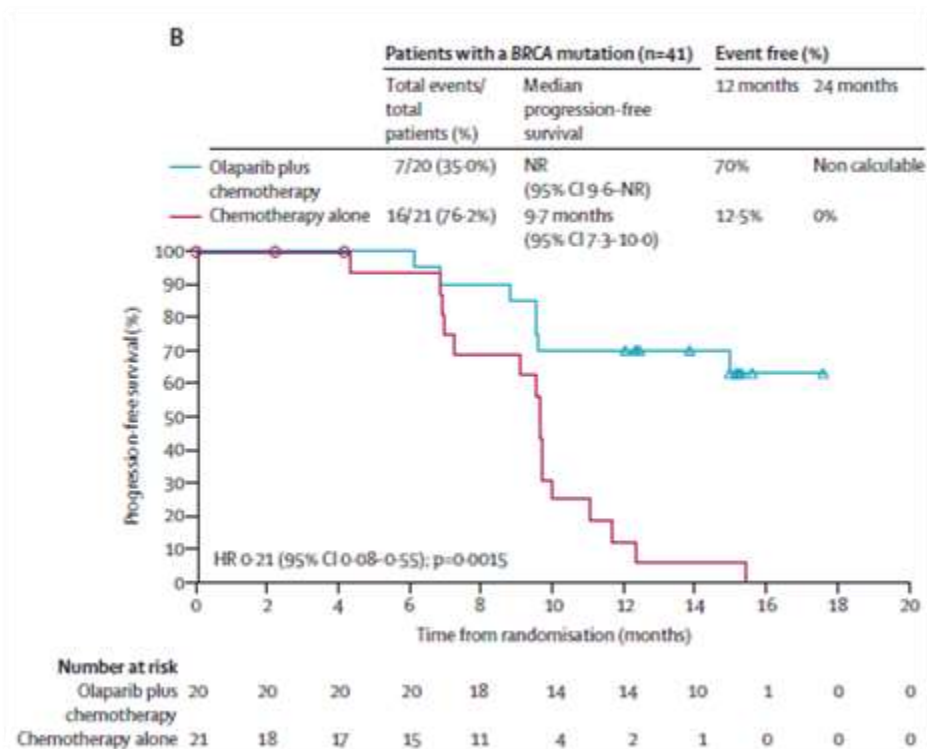 B
Patients with a BRCA mutation (n=41) Event free (%)
Total events/ Median 12 months 24 months
total progression-free
patients (%) survival
Olaparib plus 7/20 (35·0%) NR 70% Non calculable
chemotherapy (95% CI 9·6–NR)
Chemotherapy alone 16/21 (76·2%) 9·7 months 12·5% 0%
(95% CI 7·3–10·0)
Progression-free survival (%)
100
90
80
70
60
50
40
30
20
10
0
HR 0·21 (95% CI 0·08–0·55); p=0·0015
0 2 4 6 8 10 12 14 16 18 20
Time from randomisation (months)
Number at risk
Olaparib plus 20 20 20 20 18 14 14 10 1 0 0
chemotherapy
Chemotherapy alone 21 18 17 15 11 4 2 1 0 0 0